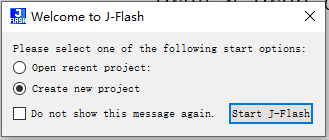 J
FLASH
Welcome to J-Flash
Please select one of the following start options:
Open recent project:
Create new project
Do not show this message again.
Start J-Flash